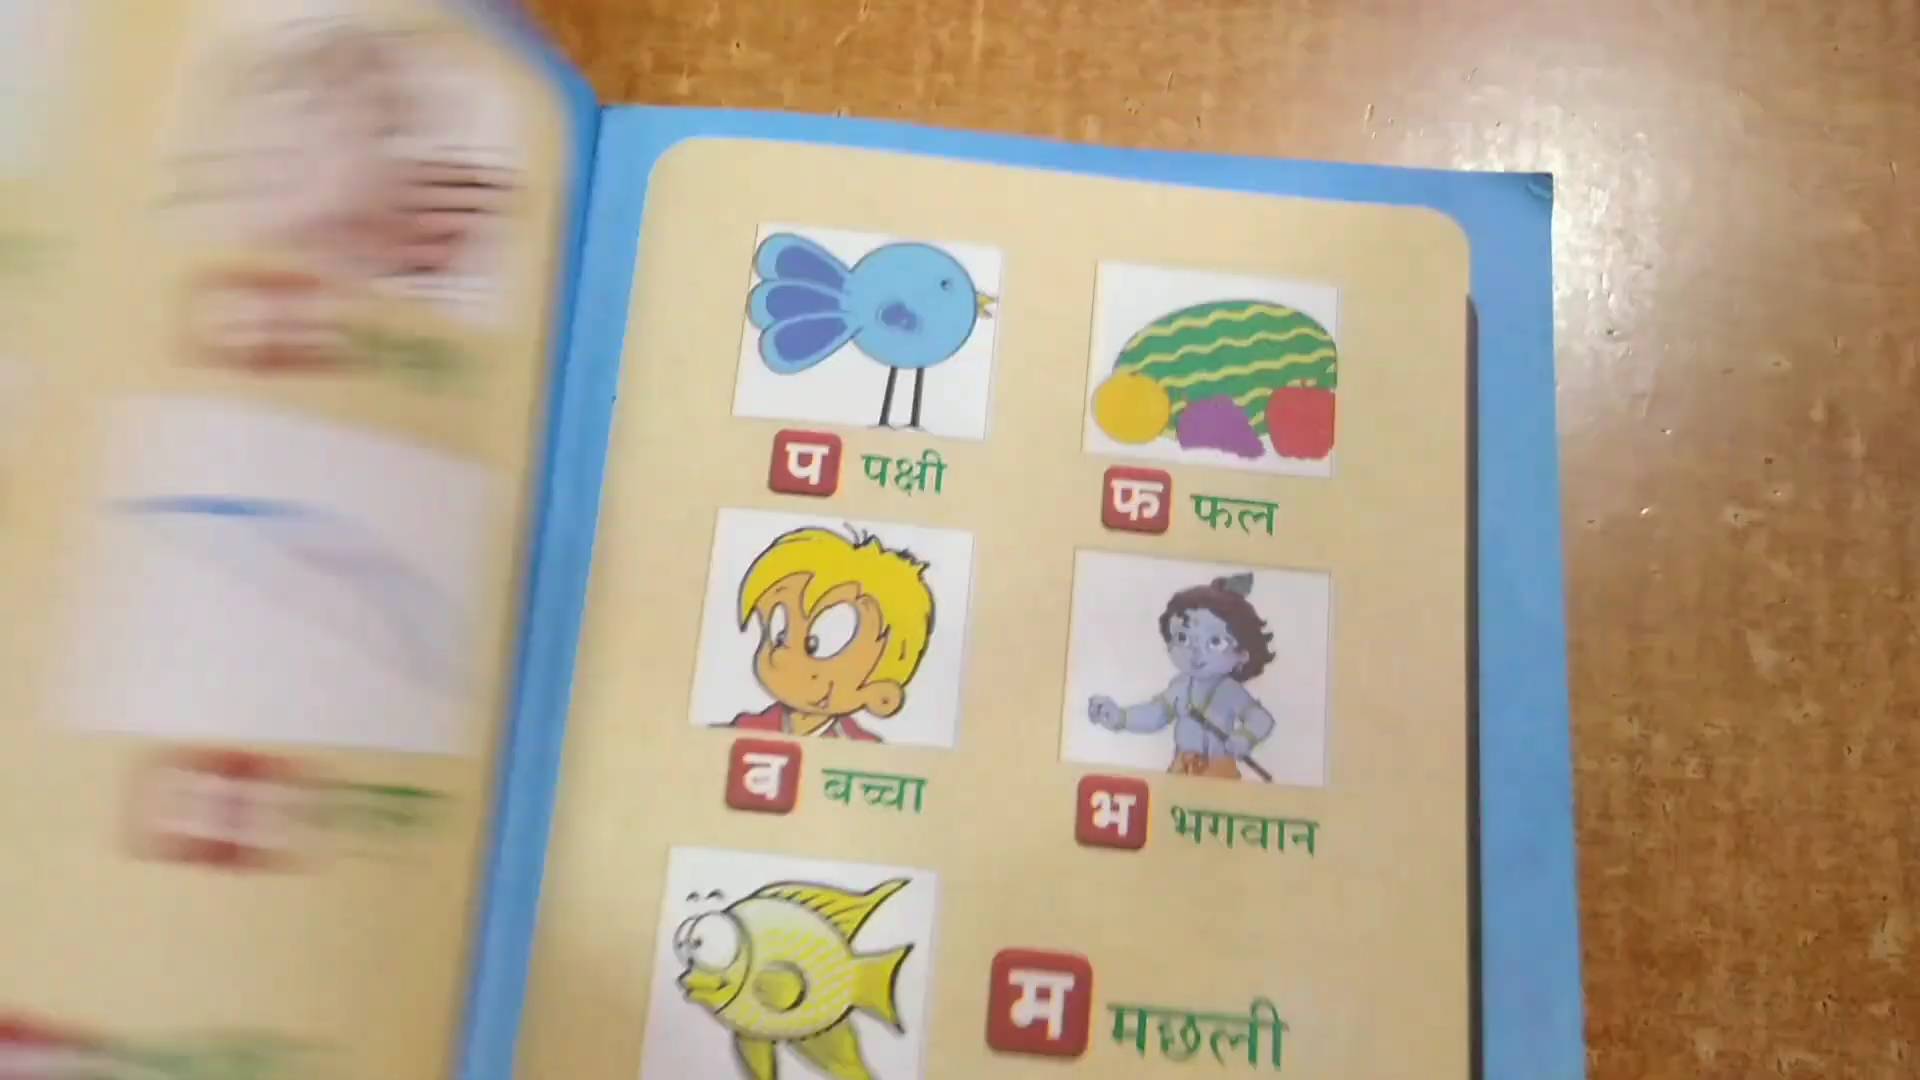 प पक्षी
फ फल
ब बच्चा
भ भगवान
म मछली